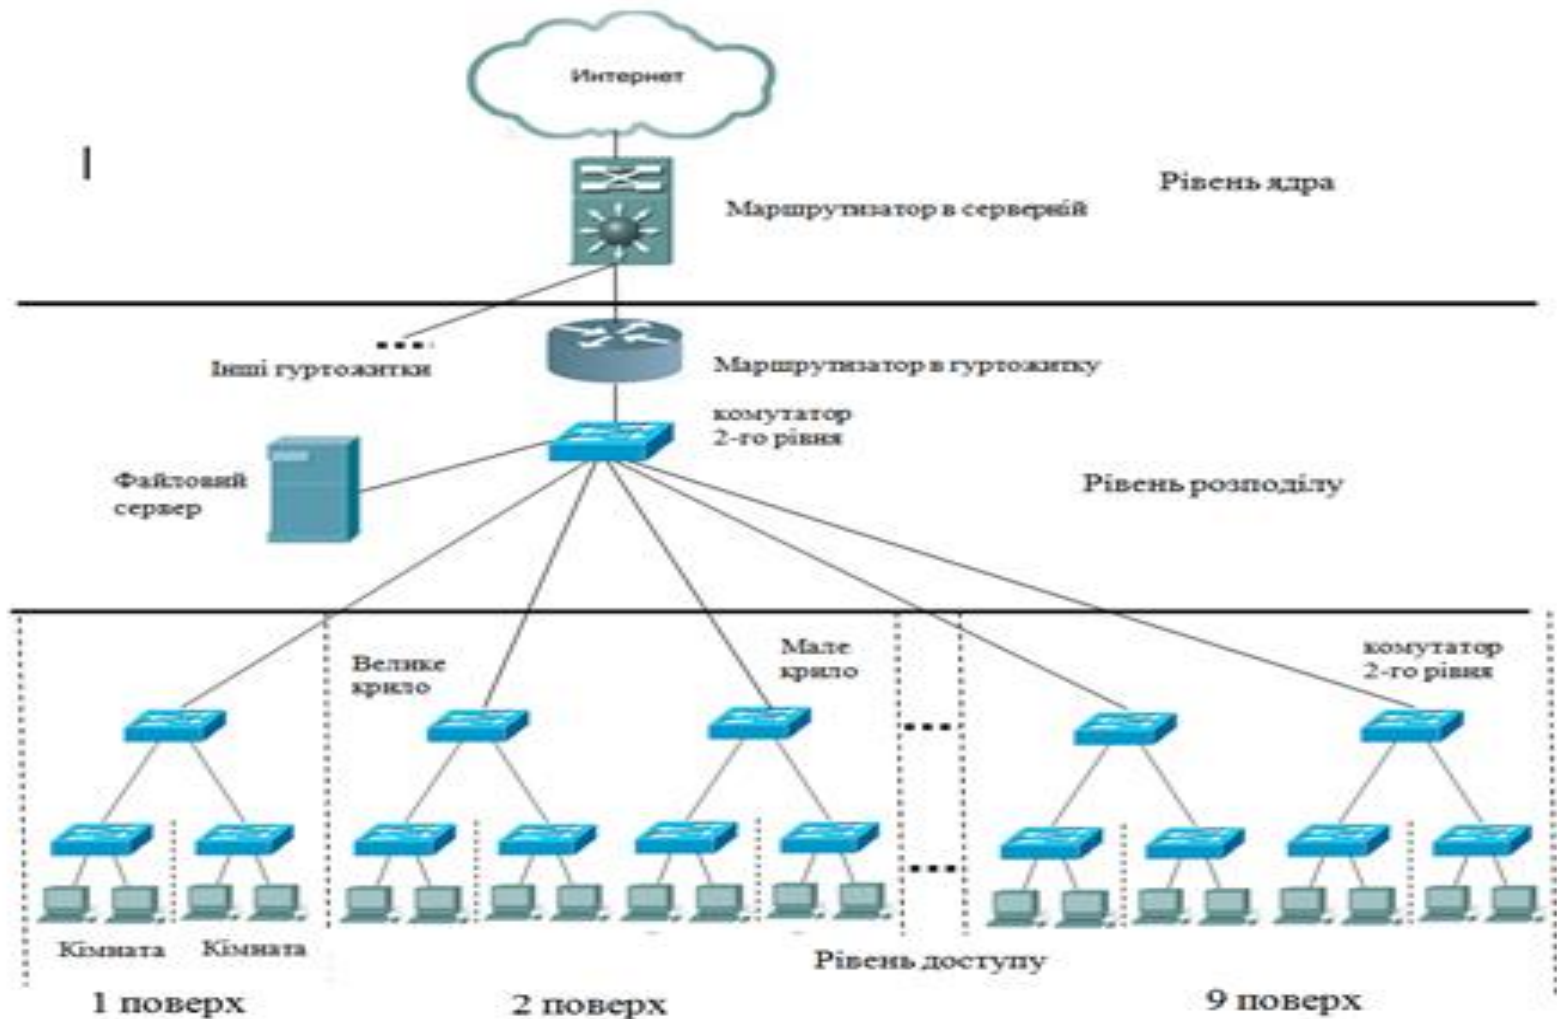 Интернет
Рівень ядра
Маршрутизатор в серверній
Інші гуртожитки
Маршрутизатор в гуртожитку
комутатор
2-го рівня
Файловий
сервер
Рівень розподілу
Велике
крило
Мале
крило
комутатор
2-го рівня
Кімната
Кімната
Рівень доступу
1 поверх
2 поверх
9 поверх